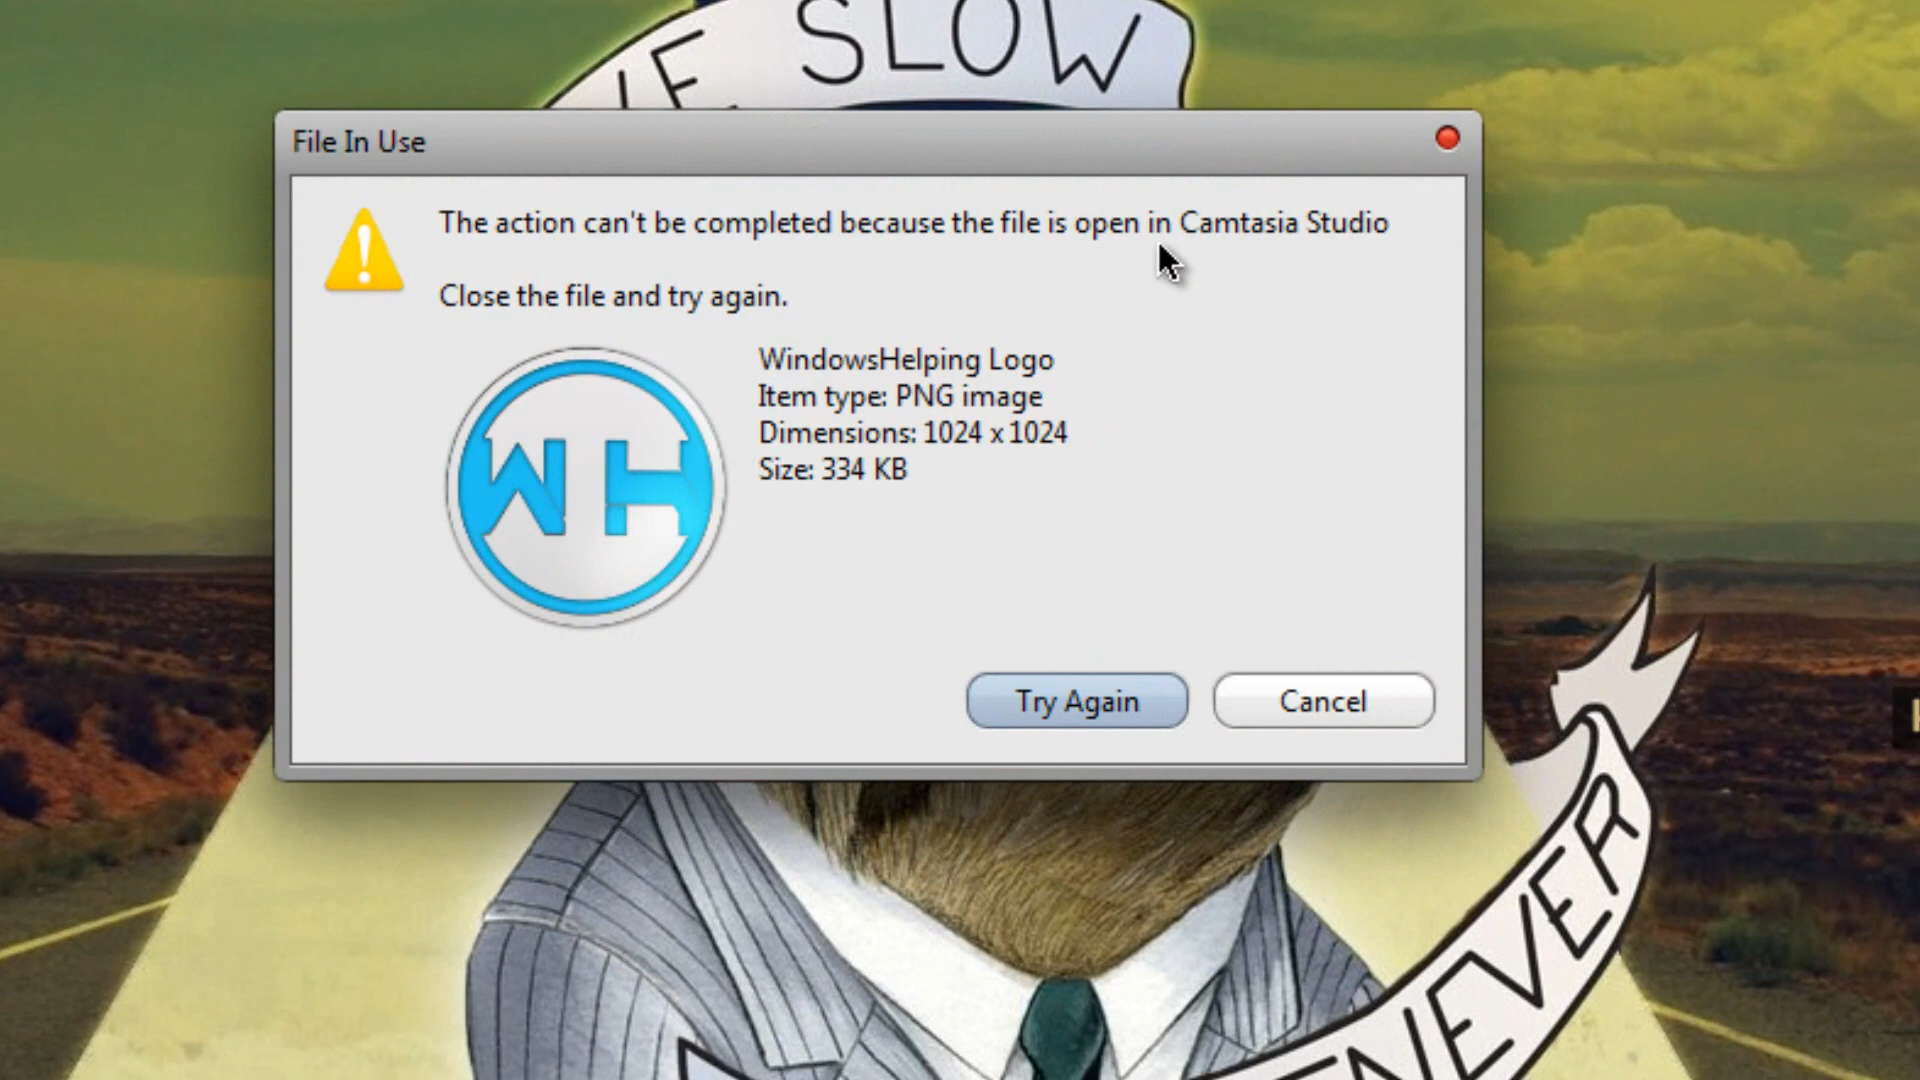 SLOW
File In Use
The action can't be completed because the file is open in Camtasia Studio
Close the file and try again.
WindowsHelping Logo
Item type: PNG image
Dimensions: 1024 x 1024
Size: 334 KB
WH
Try Again
Cancel
NEVER